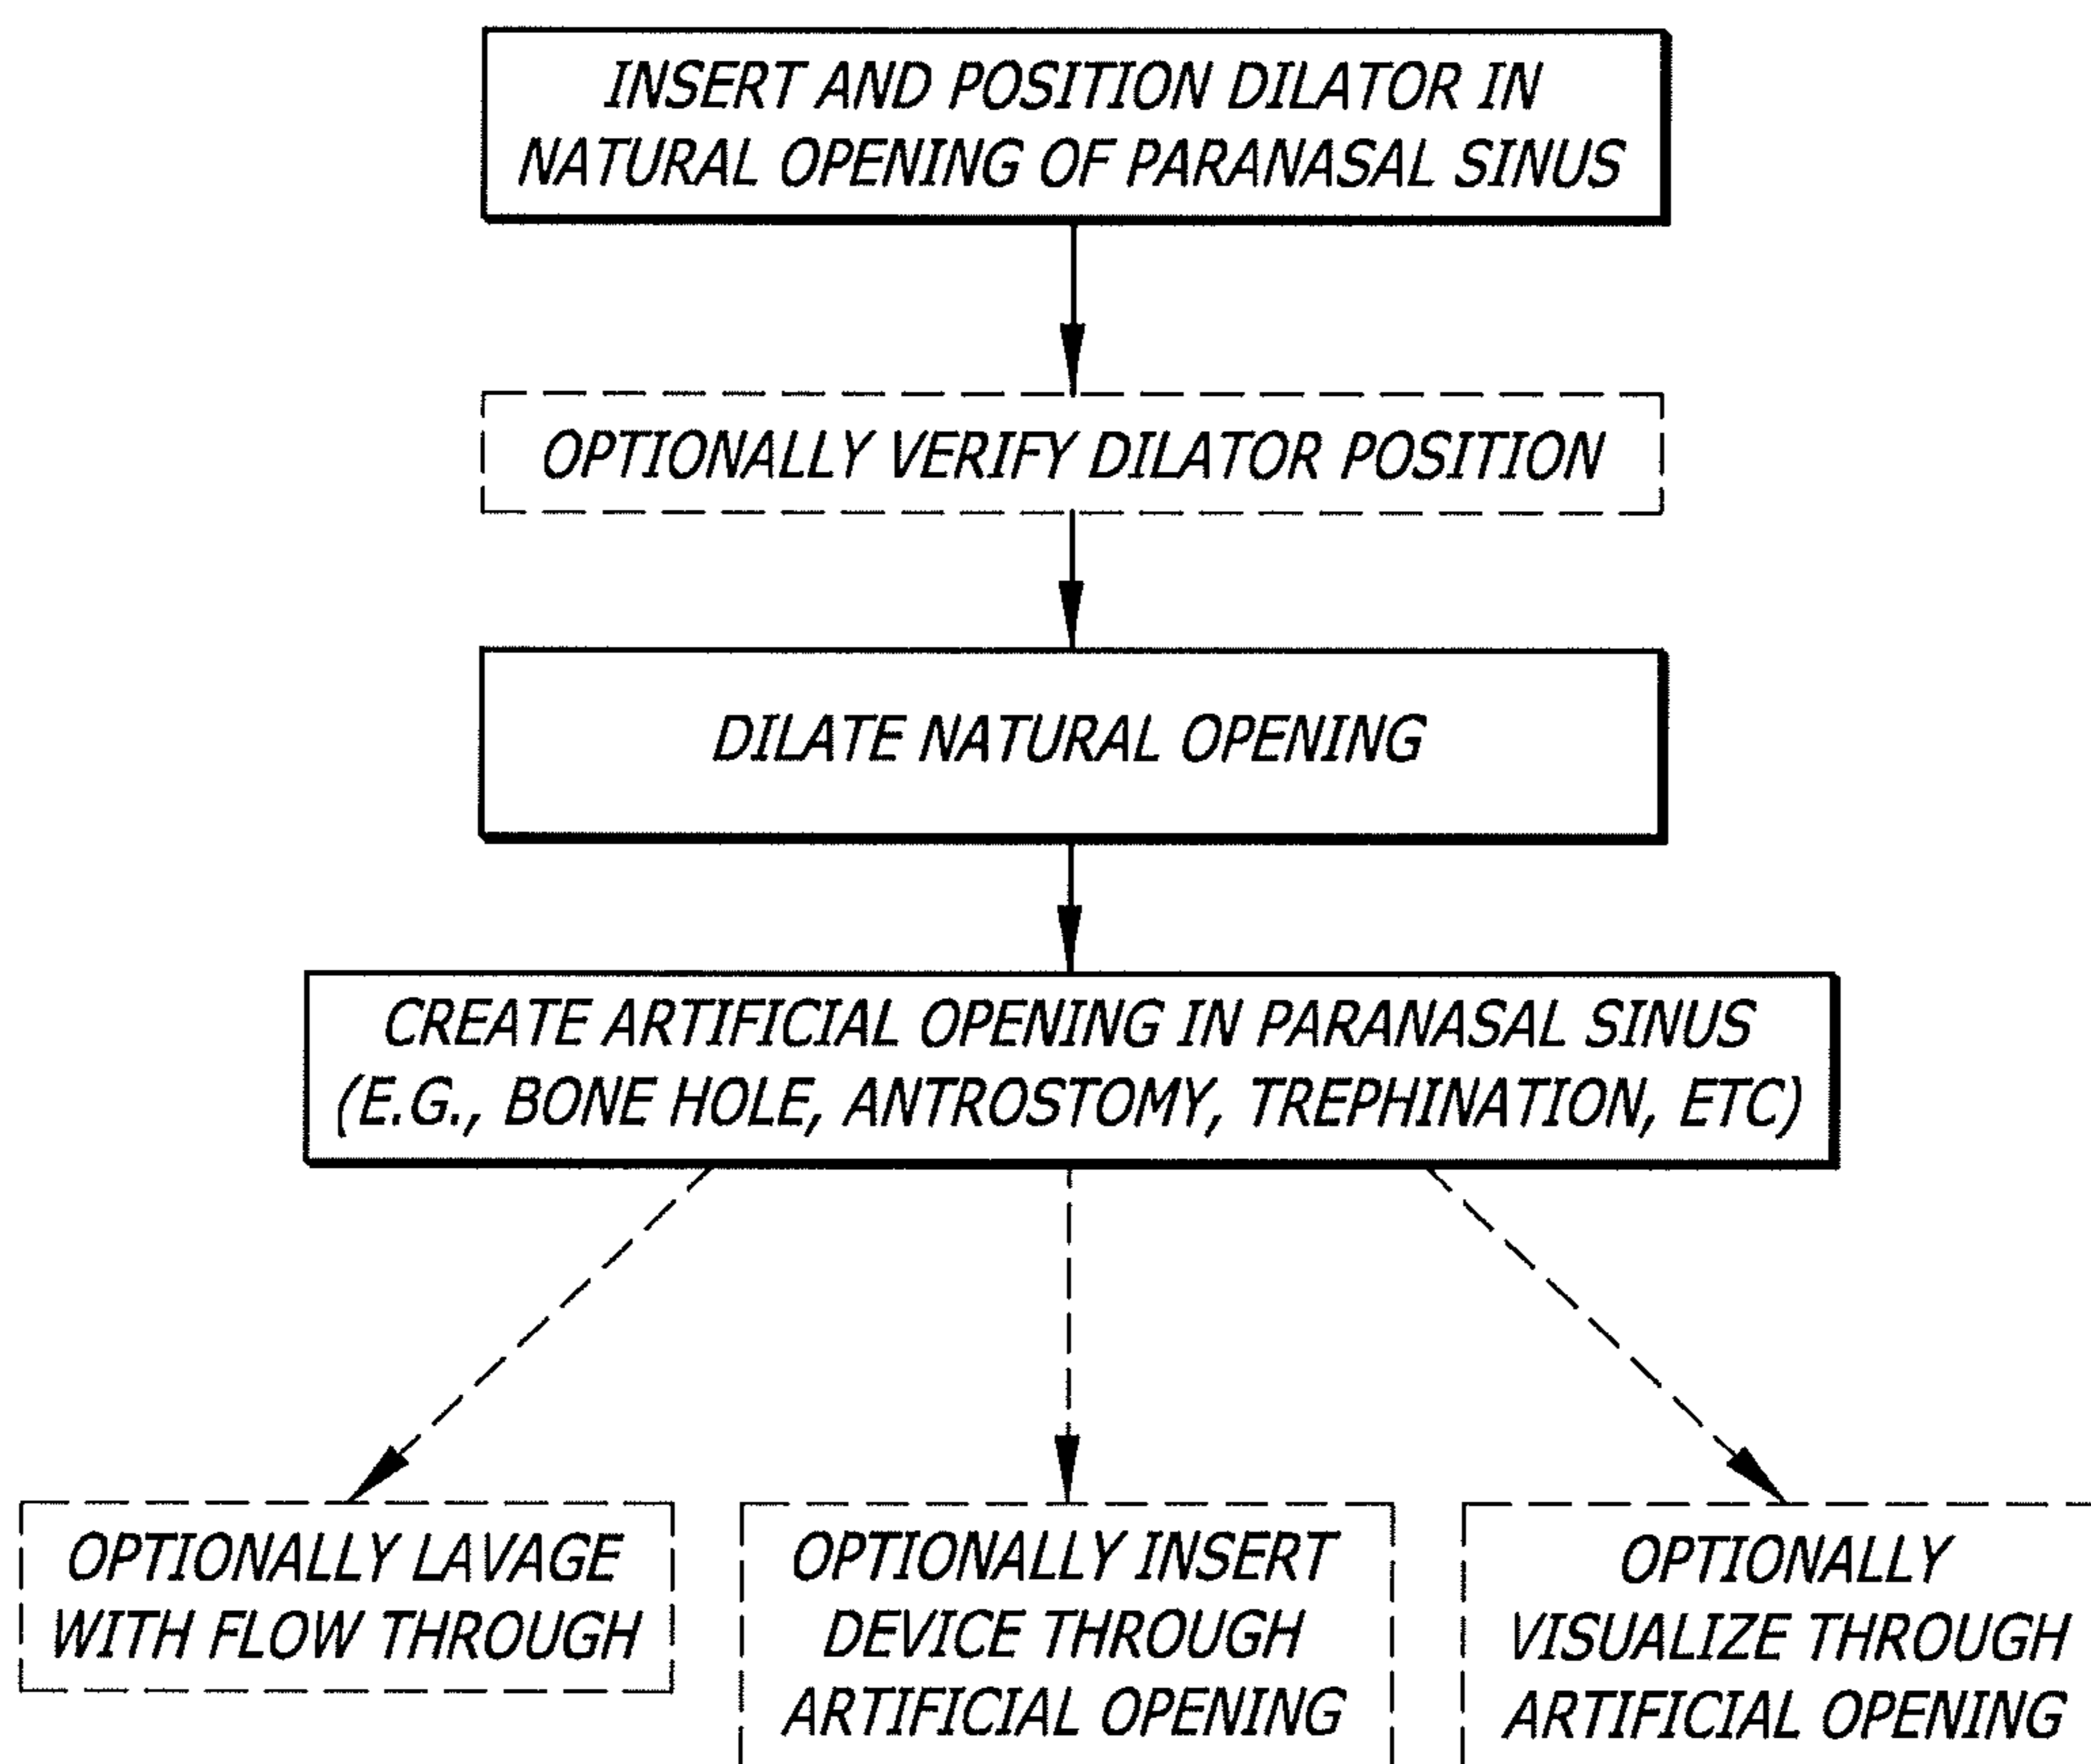 INSERT AND POSITION DILATOR IN
NATURAL OPENING OF PARANASAL SINUS
OPTIONALLY VERIFY DILATOR POSITION
DILATE NATURAL OPENING
CREATE ARTIFICIAL OPENING IN PARANASAL SINUS
(E.G., BONE HOLE, ANTROSTOMY, TREPHINATION, ETC)
OPTIONALLY LAVAGE
WITH FLOW THROUGH
OPTIONALLY INSERT
DEVICE THROUGH
ARTIFICIAL OPENING
OPTIONALLY
VISUALIZE THROUGH
ARTIFICIAL OPENING